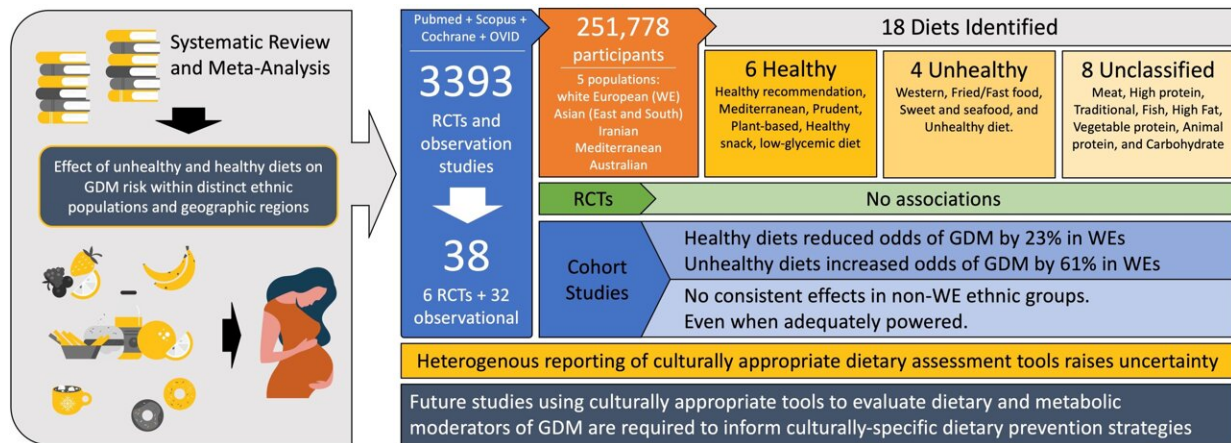 Systematic Review
and Meta-Analysis
Effect of unhealthy and healthy diets on
GDM risk within distinct ethnic
populations and geographic regions
Pubmed + Scopus +
Cochrane + OVID
3393
RCTs and
observation
studies
38
6 RCTs + 32
observational
251,778
participants
5 populations:
white European (WE)
Asian (East and South)
Iranian
Mediterranean
Australian
18 Diets Identified
6 Healthy
Healthy recommendation,
Mediterranean, Prudent,
Plant-based, Healthy
snack, low-glycemic diet
4 Unhealthy
Western, Fried/Fast food,
Sweet and seafood, and
Unhealthy diet.
8 Unclassified
Meat, High protein,
Traditional, Fish, High Fat,
Vegetable protein, Animal
protein, and Carbohydrate
RCTs
No associations
Cohort
Studies
Healthy diets reduced odds of GDM by 23% in WEs
Unhealthy diets increased odds of GDM by 61% in WEs
No consistent effects in non-WE ethnic groups.
Even when adequately powered.
Heterogenous reporting of culturally appropriate dietary assessment tools raises uncertainty
Future studies using culturally appropriate tools to evaluate dietary and metabolic
moderators of GDM are required to inform culturally-specific dietary prevention strategies